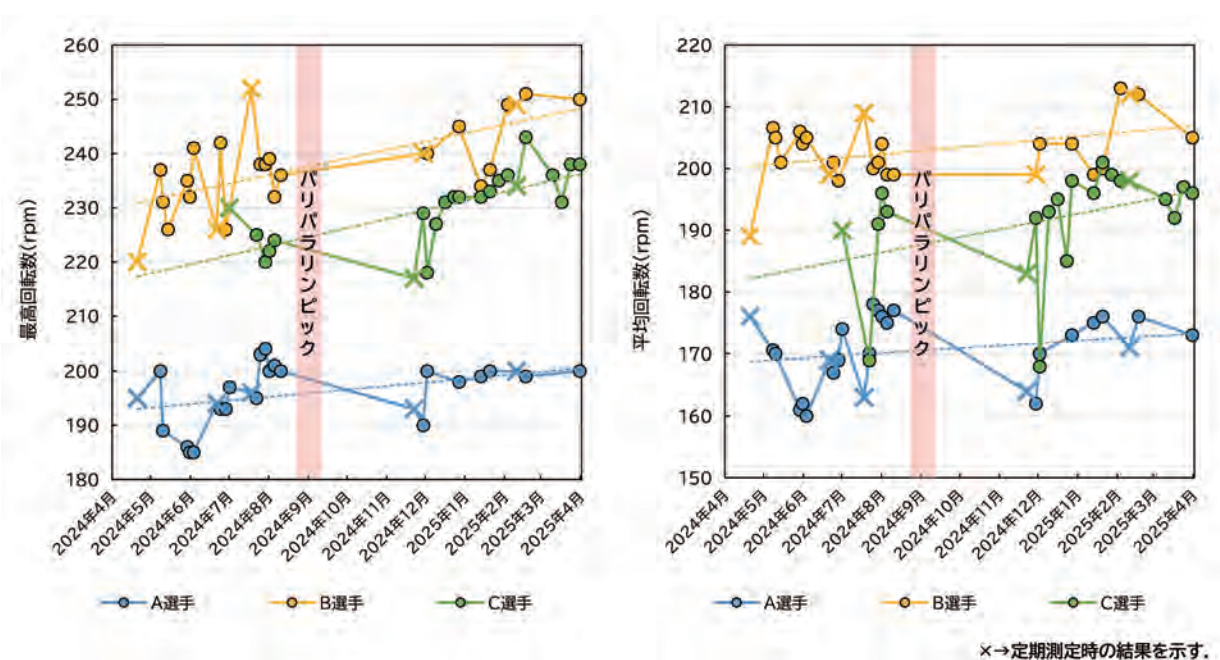 最高回転数(rpm)
260
250
240
230
220
210
200
190
180
パリパラリンピック
2024年4月
2024年5月
2024年6月
2024年7月
2024年8月
2024年9月
2024年10月
2024年11月
2024年12月
2025年1月
2025年2月
2025年3月
2025年4月
A選手
B選手
C選手
平均回転数(rpm)
220
210
200
190
180
170
160
150
パリパラリンピック
2024年4月
2024年5月
2024年6月
2024年7月
2024年8月
2024年9月
2024年10月
2024年11月
2024年12月
2025年1月
2025年2月
2025年3月
2025年4月
A選手
B選手
C選手
×→定期測定時の結果を示す.